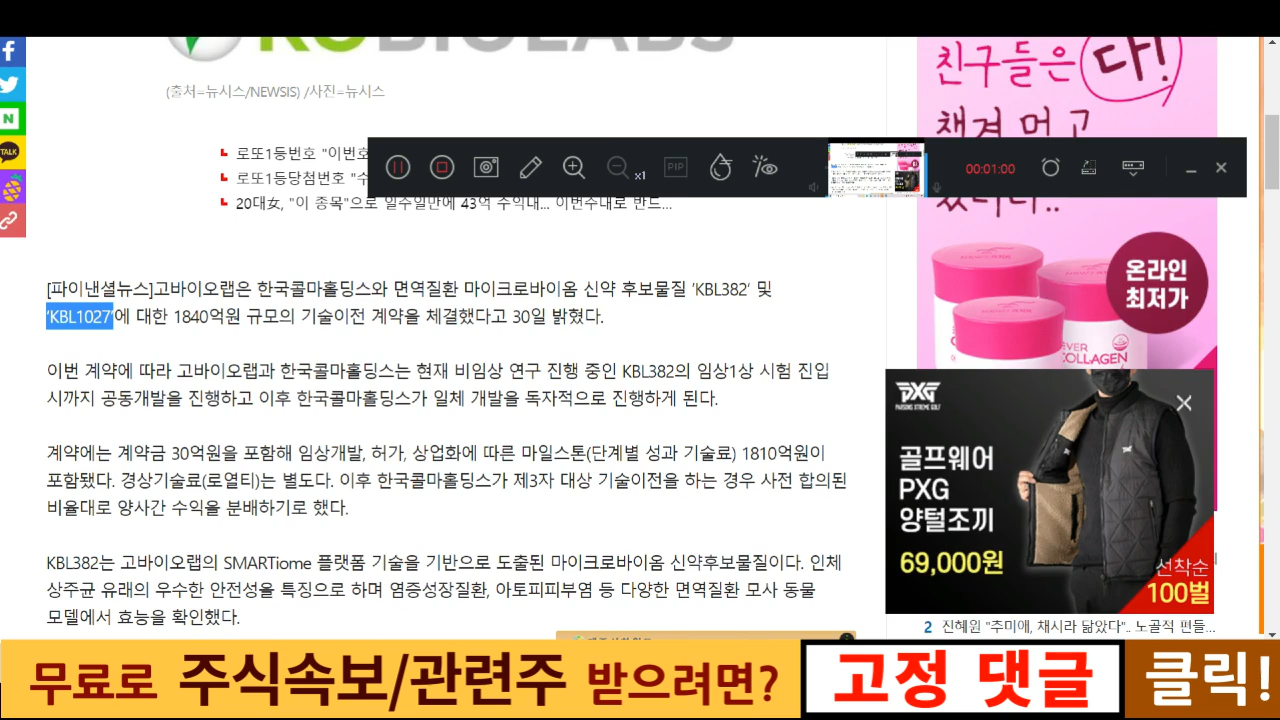 KOBIOLABS
(출처=뉴시스/NEWSIS) /사진=뉴시스
로또1등번호 "이번호
로또1등당첨번호 "수
20대女, "이 종목"으로 일주일만에 43억 수익내... 이번주내로 반드...
x1
PIP
00:01:00
[파이낸셜뉴스]고바이오랩은 한국콜마홀딩스와 면역질환 마이크로바이옴 신약 후보물질 'KBL382' 및
'KBL1027'에 대한 1840억원 규모의 기술이전 계약을 체결했다고 30일 밝혔다.
이번 계약에 따라 고바이오랩과 한국콜마홀딩스는 현재 비임상 연구 진행 중인 KBL382의 임상1상 시험 진입
시까지 공동개발을 진행하고 이후 한국콜마홀딩스가 일체 개발을 독자적으로 진행하게 된다.
계약에는 계약금 30억원을 포함해 임상개발, 허가, 상업화에 따른 마일스톤(단계별 성과 기술료) 1810억원이
포함됐다. 경상기술료(로열티)는 별도다. 이후 한국콜마홀딩스가 제3자 대상 기술이전을 하는 경우 사전 합의된
비율대로 양사간 수익을 분배하기로 했다.
KBL382는 고바이오랩의 SMARTiome 플랫폼 기술을 기반으로 도출된 마이크로바이옴 신약후보물질이다. 인체
상주균 유래의 우수한 안전성을 특징으로 하며 염증성장질환, 아토피피부염 등 다양한 면역질환 모사 동물
모델에서 효능을 확인했다.
f
N
TALK
친구들은 다!
챙겨 먹고
온라인
최저가
COLLAGEN
PXG
PARSONS XTREME GOLF
골프웨어
PXG
양털조끼
69,000원
선착순
100벌
2 진혜원 "추미애, 채시라 닮았다".. 노골적 편들...
무료로 주식속보/관련주 받으려면?
고정 댓글
클릭!